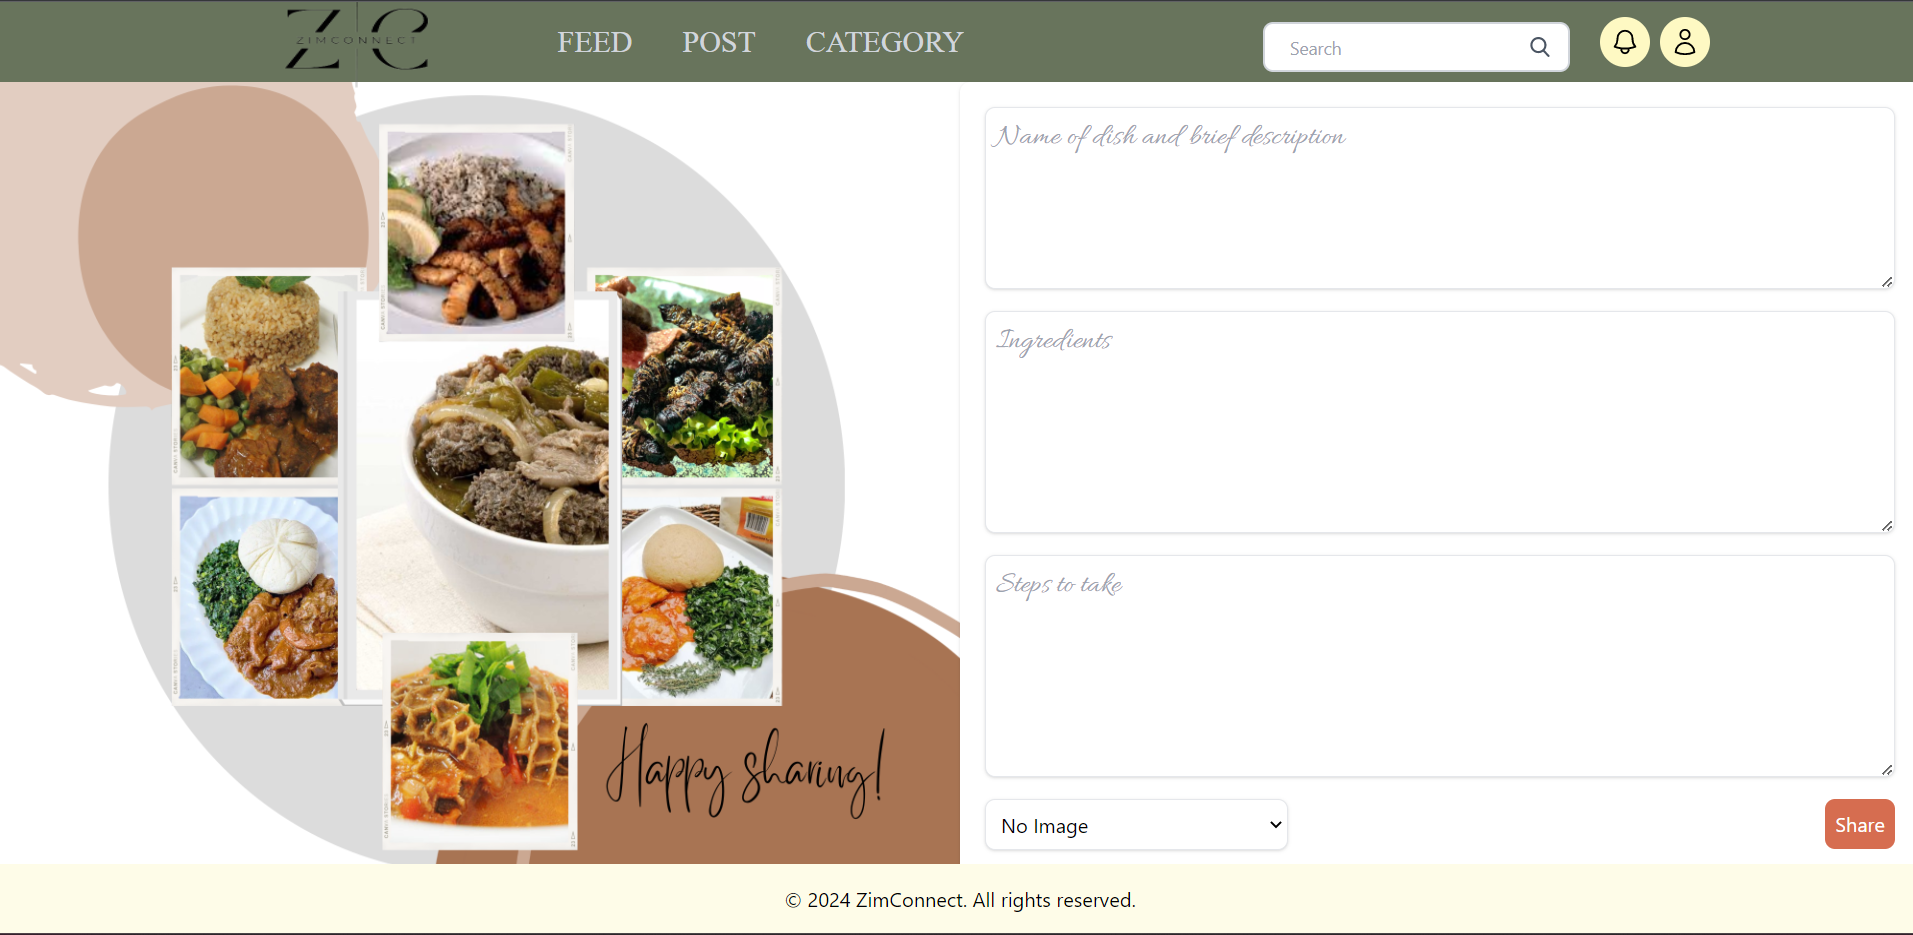 ZC
ZIMCONNECT
FEED
POST
CATEGORY
Search
Name of dish and brief description
Ingredients
Steps to take
Happy sharing!
No Image
Share
© 2024 ZimConnect. All rights reserved.